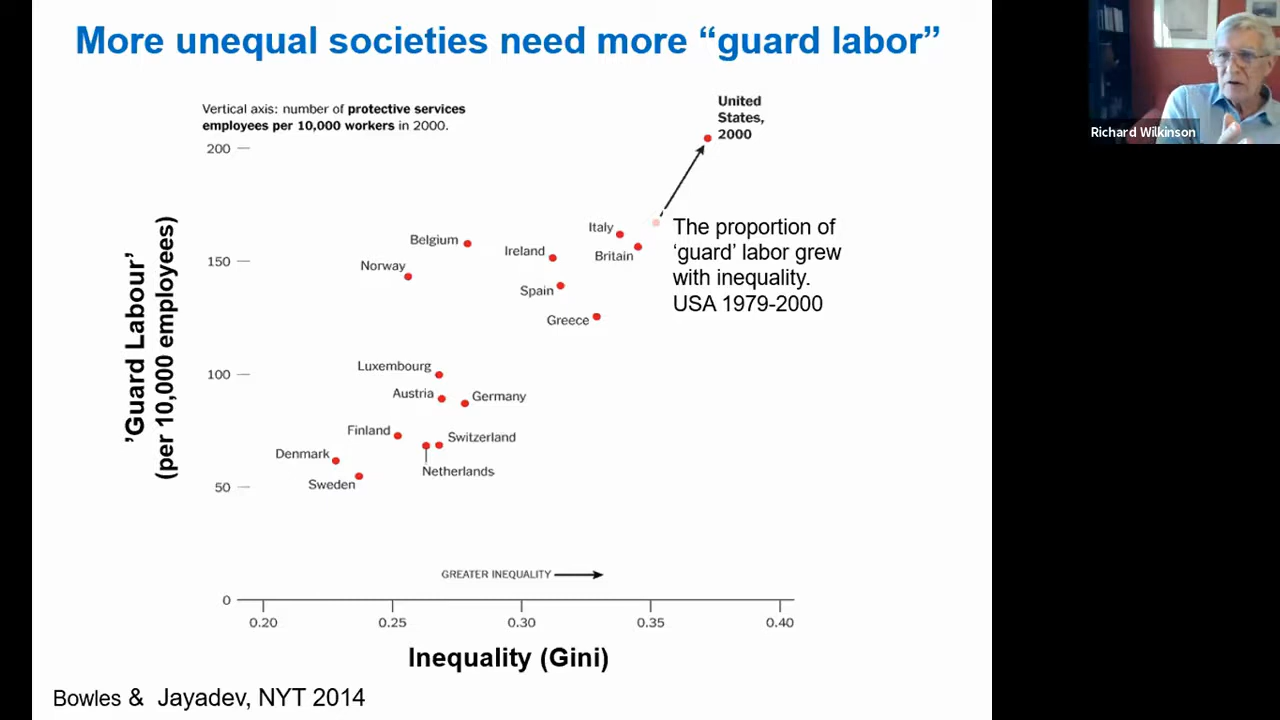 More unequal societies need more “guard labor”
Richard Wilkinson
Vertical axis: number of protective services
employees per 10,000 workers in 2000.
United
States,
2000
200
150
100
50
0
’Guard Labour’
(per 10,000 employees)
Belgium
Norway
Ireland
Italy
Britain
Spain
Greece
The proportion of
‘guard’ labor grew
with inequality.
USA 1979-2000
Luxembourg
Austria
Germany
Finland
Switzerland
Denmark
Netherlands
Sweden
GREATER INEQUALITY
0.20
0.25
0.30
0.35
0.40
Inequality (Gini)
Bowles & Jayadev, NYT 2014